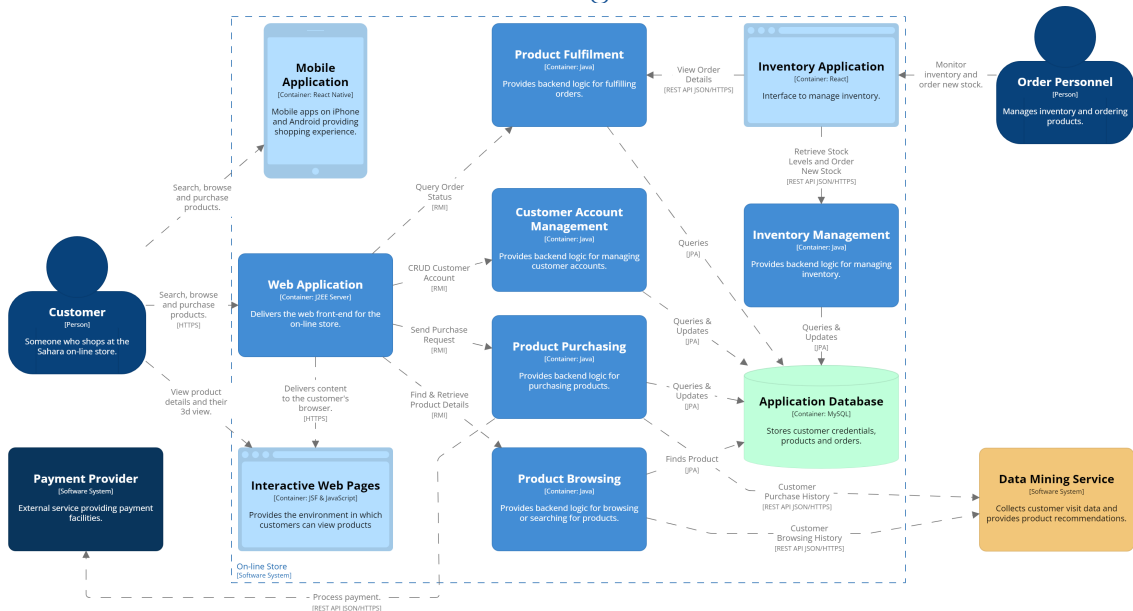 Mobile
Application
[Container: React Native]
Mobile apps on iPhone
and Android providing
shopping experience.
Product Fulfilment
[Container: Java]
Provides backend logic for fulfilling
orders.
View Order
Details
[REST API JSON/HTTPS]
Inventory Application
[Container: React]
Interface to manage inventory.
Monitor
inventory and
order new stock.
Order Personnel
[Person]
Manages inventory and ordering
products.
Search, browse
and purchase
products.
Query Order
Status
[RMI]
Retrieve Stock
Levels and Order
New Stock
[REST API JSON/HTTPS]
Customer Account
Management
[Container: Java]
Provides backend logic for managing
customer accounts.
Queries
[JPA]
Inventory Management
[Container: Java]
Provides backend logic for managing
inventory.
Customer
[Person]
Someone who shops at the
Sahara on-line store.
Search, browse
and purchase
products.
[HTTPS]
Web Application
[Container: J2EE Server]
Delivers the web front-end for the
on-line store.
CRUD Customer
Account
[RMI]
Send Purchase
Request
[RMI]
Product Purchasing
[Container: Java]
Provides backend logic for
purchasing products.
Queries &
Updates
[JPA]
Queries &
Updates
[JPA]
Queries &
Updates
[JPA]
View product
details and their
3d view.
Delivers content
to the customer's
browser.
[HTTPS]
Find & Retrieve
Product Details
[RMI]
Application Database
[Container: MySQL]
Stores customer credentials,
products and orders.
Payment Provider
[Software System]
External service providing payment
facilities.
Interactive Web Pages
[Container: JSF & JavaScript]
Provides the environment in which
customers can view products
Product Browsing
[Container: Java]
Provides backend logic for browsing
or searching for products.
Finds Product
[JPA]
Customer
Purchase History
[REST API JSON/HTTPS]
Customer
Browsing History
[REST API JSON/HTTPS]
Data Mining Service
[Software System]
Collects customer visit data and
provides product recommendations.
On-line Store
[Software System]
Process payment.
[REST API JSON/HTTPS]